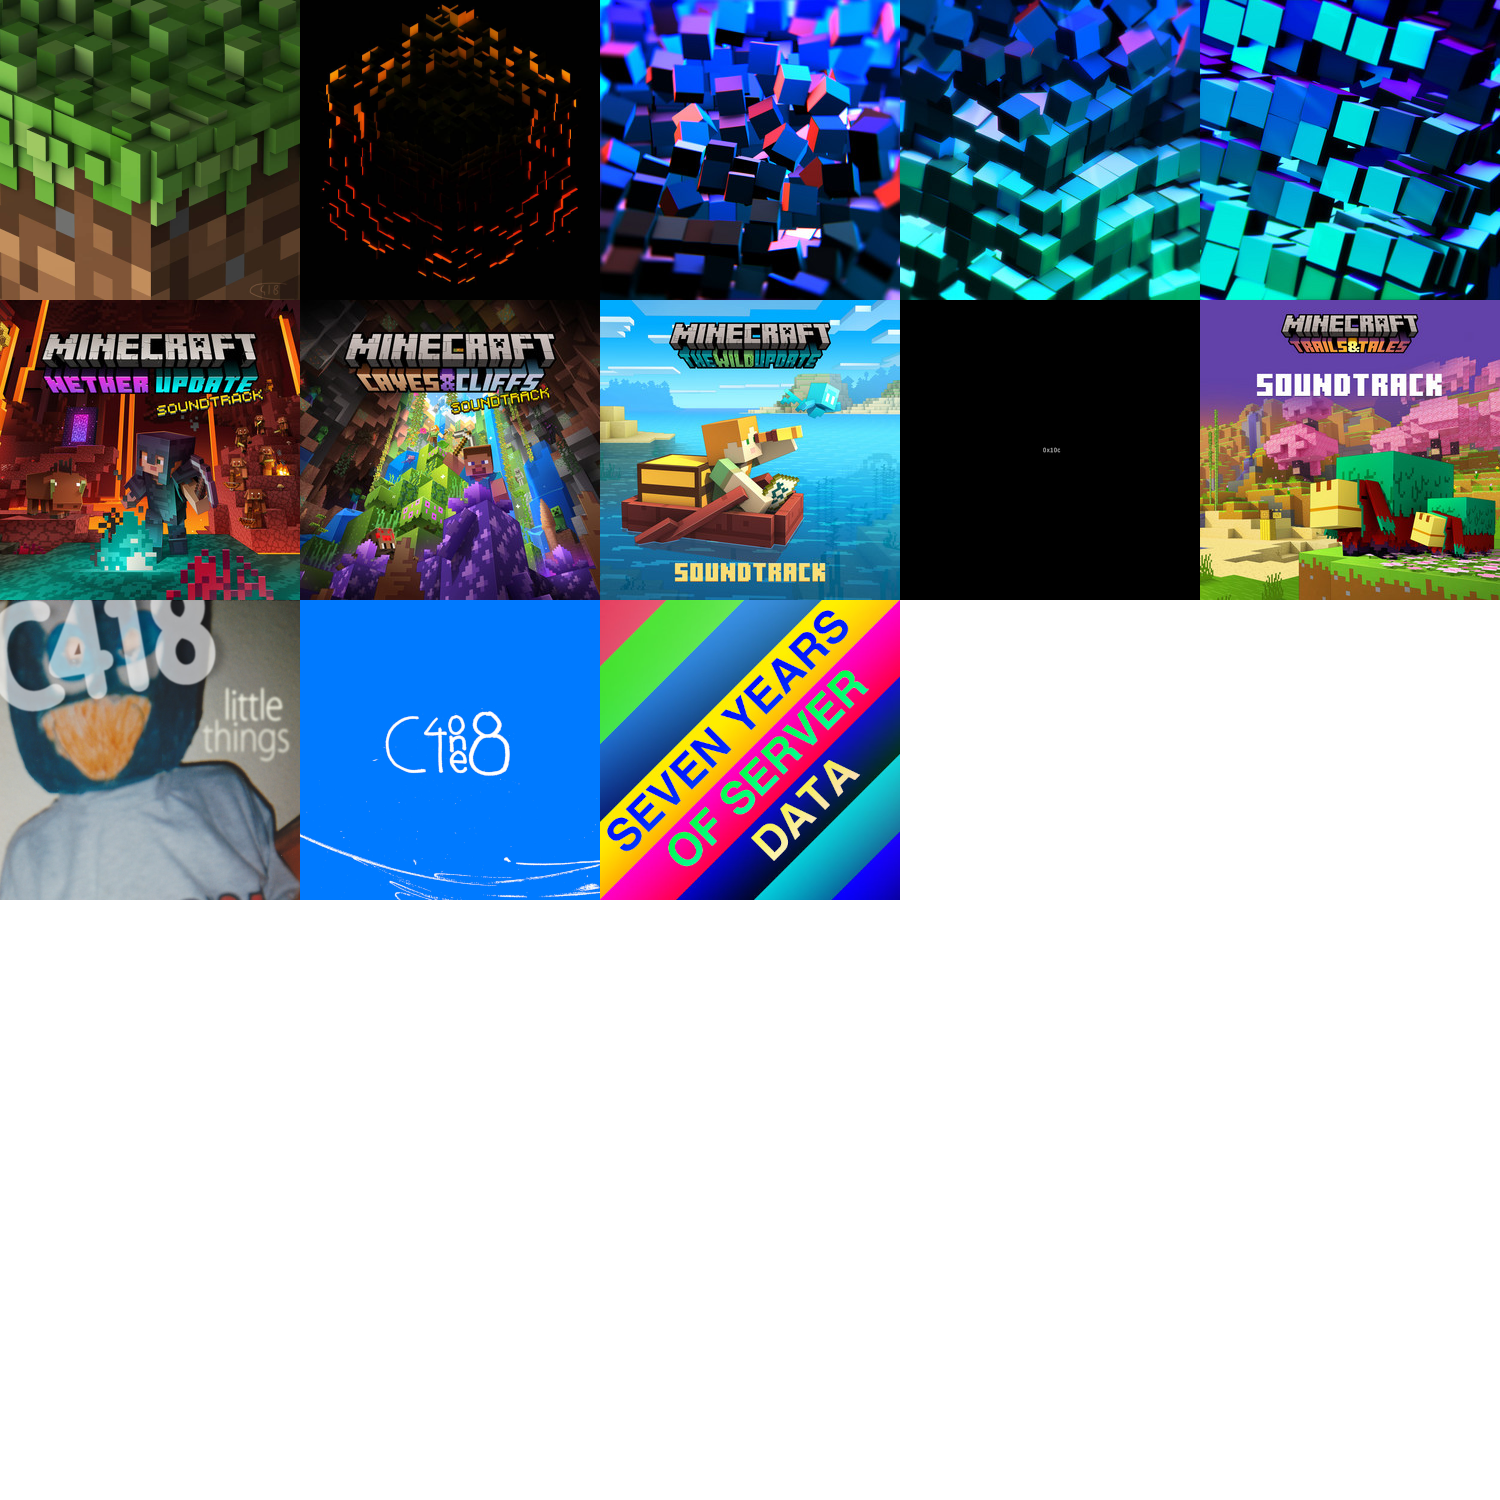 C418
MINECRAFT
NETHER UPDATE
SOUNDTRACK
MINECRAFT
CAVES & CLIFFS
SOUNDTRACK
MINECRAFT
THE WILD UPDATE
SOUNDTRACK
0x10c
MINECRAFT
TRAILS & TALES
SOUNDTRACK
C418
little
things
C4one8
SEVEN YEARS
OF SERVER
DATA